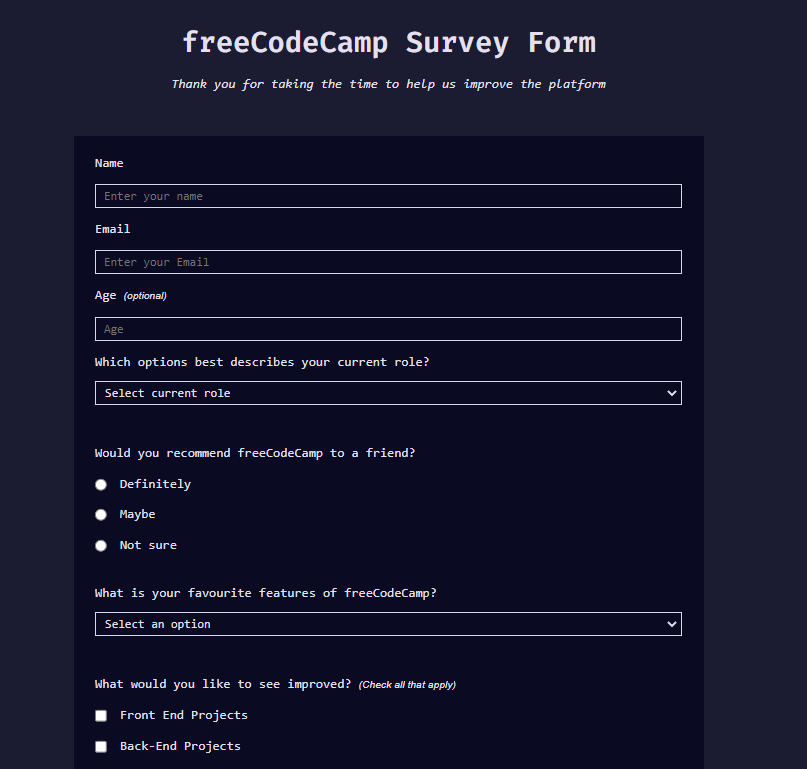 freeCodeCamp Survey Form
Thank you for taking the time to help us improve the platform
Name
Enter your name
Email
Enter your Email
Age (optional)
Age
Which options best describes your current role?
Select current role
Would you recommend freeCodeCamp to a friend?
Definitely
Maybe
Not sure
What is your favourite features of freeCodeCamp?
Select an option
What would you like to see improved? (Check all that apply)
Front End Projects
Back-End Projects